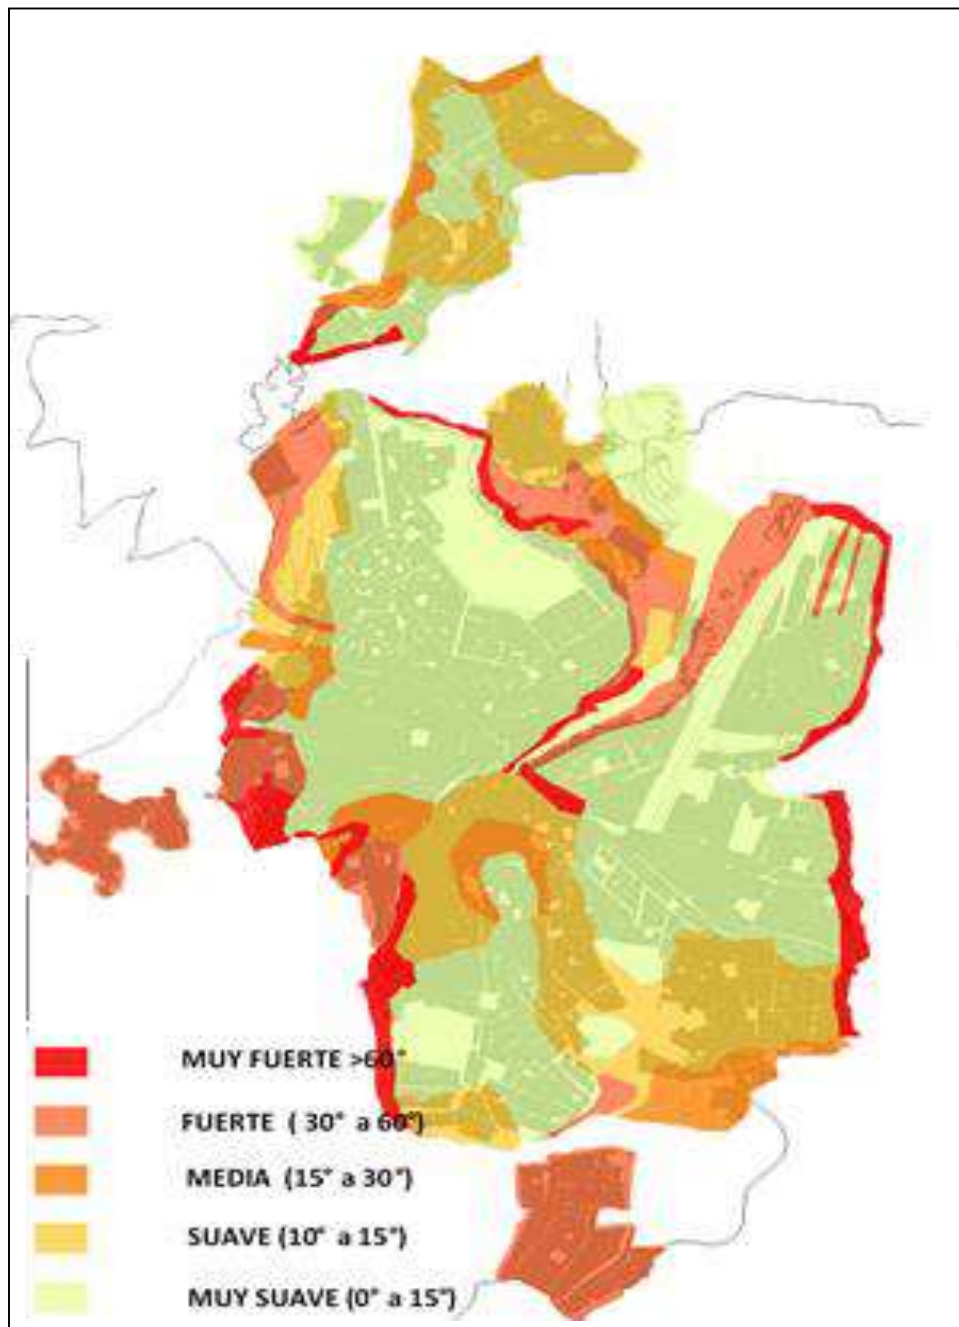 MUY FUERTE >60°
FUERTE ( 30° a 60°)
MEDIA (15° a 30°)
SUAVE (10° a 15°)
MUY SUAVE (0° a 15°)